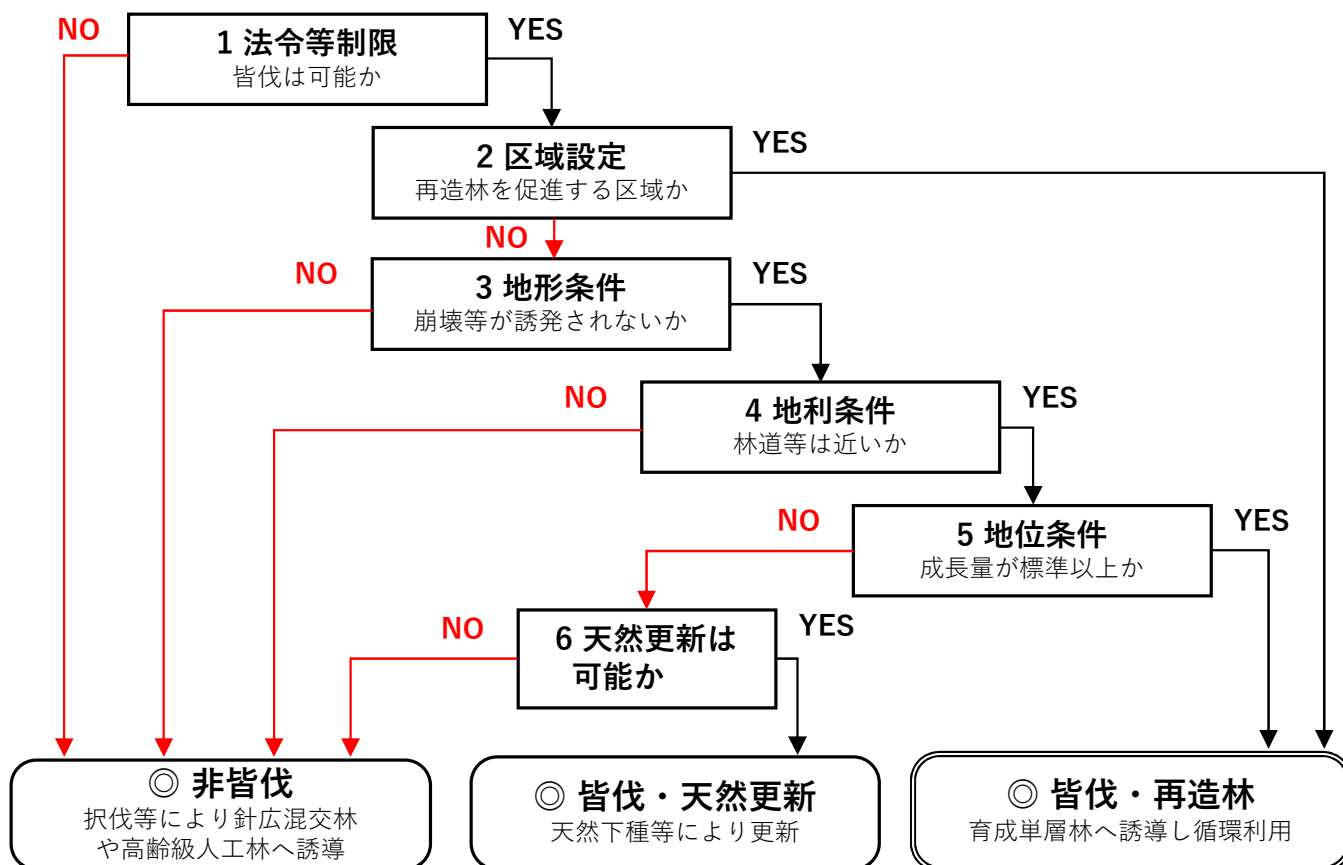 NO
1 法令等制限
皆伐は可能か
YES
2 区域設定
再造林を促進する区域か
YES
NO
NO
3 地形条件
崩壊等が誘発されないか
YES
NO
4 地利条件
林道等は近いか
YES
NO
5 地位条件
成長量が標準以上か
YES
NO
6 天然更新は
可能か
YES
◎ 非皆伐
択伐等により針広混交林
や高齢級人工林へ誘導
◎ 皆伐・天然更新
天然下種等により更新
◎ 皆伐・再造林
育成単層林へ誘導し循環利用